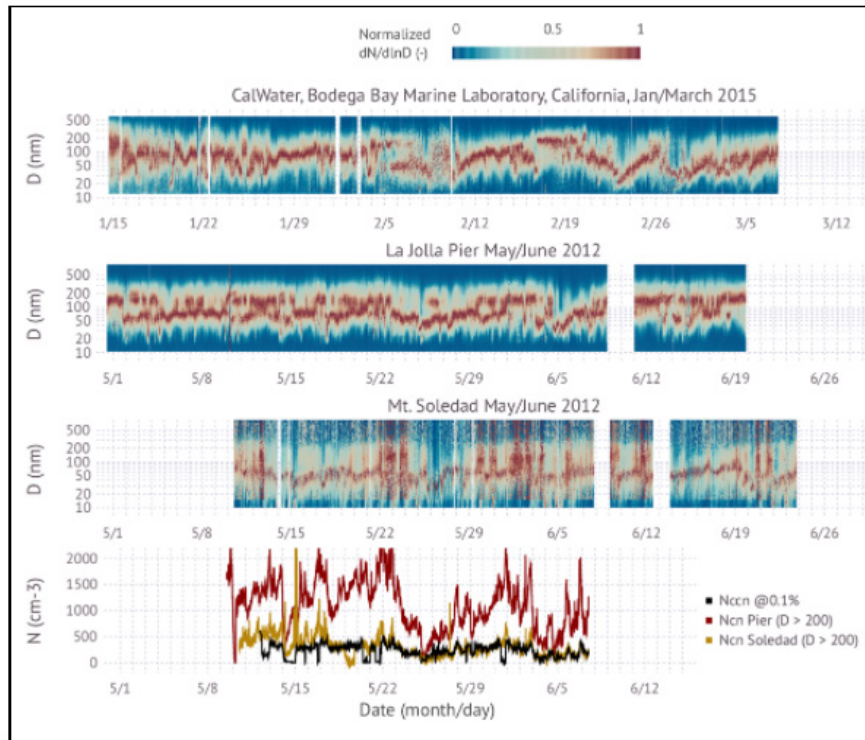 Normalized
dN/dlnD (-)
0 0.5 1
CalWater, Bodega Bay Marine Laboratory, California, Jan/March 2015
D (nm)
500
200
100
50
20
10
1/15 1/22 1/29 2/5 2/12 2/19 2/26 3/5 3/12
La Jolla Pier May/June 2012
D (nm)
500
200
100
50
20
10
5/1 5/8 5/15 5/22 5/29 6/5 6/12 6/19 6/26
Mt. Soledad May/June 2012
D (nm)
500
200
100
50
20
10
5/1 5/8 5/15 5/22 5/29 6/5 6/12 6/19 6/26
N (cm-3)
2000
1500
1000
500
0
Nccn @0.1%
Ncn Pier (D > 200)
Ncn Soledad (D > 200)
5/1 5/8 5/15 5/22 5/29 6/5 6/12
Date (month/day)